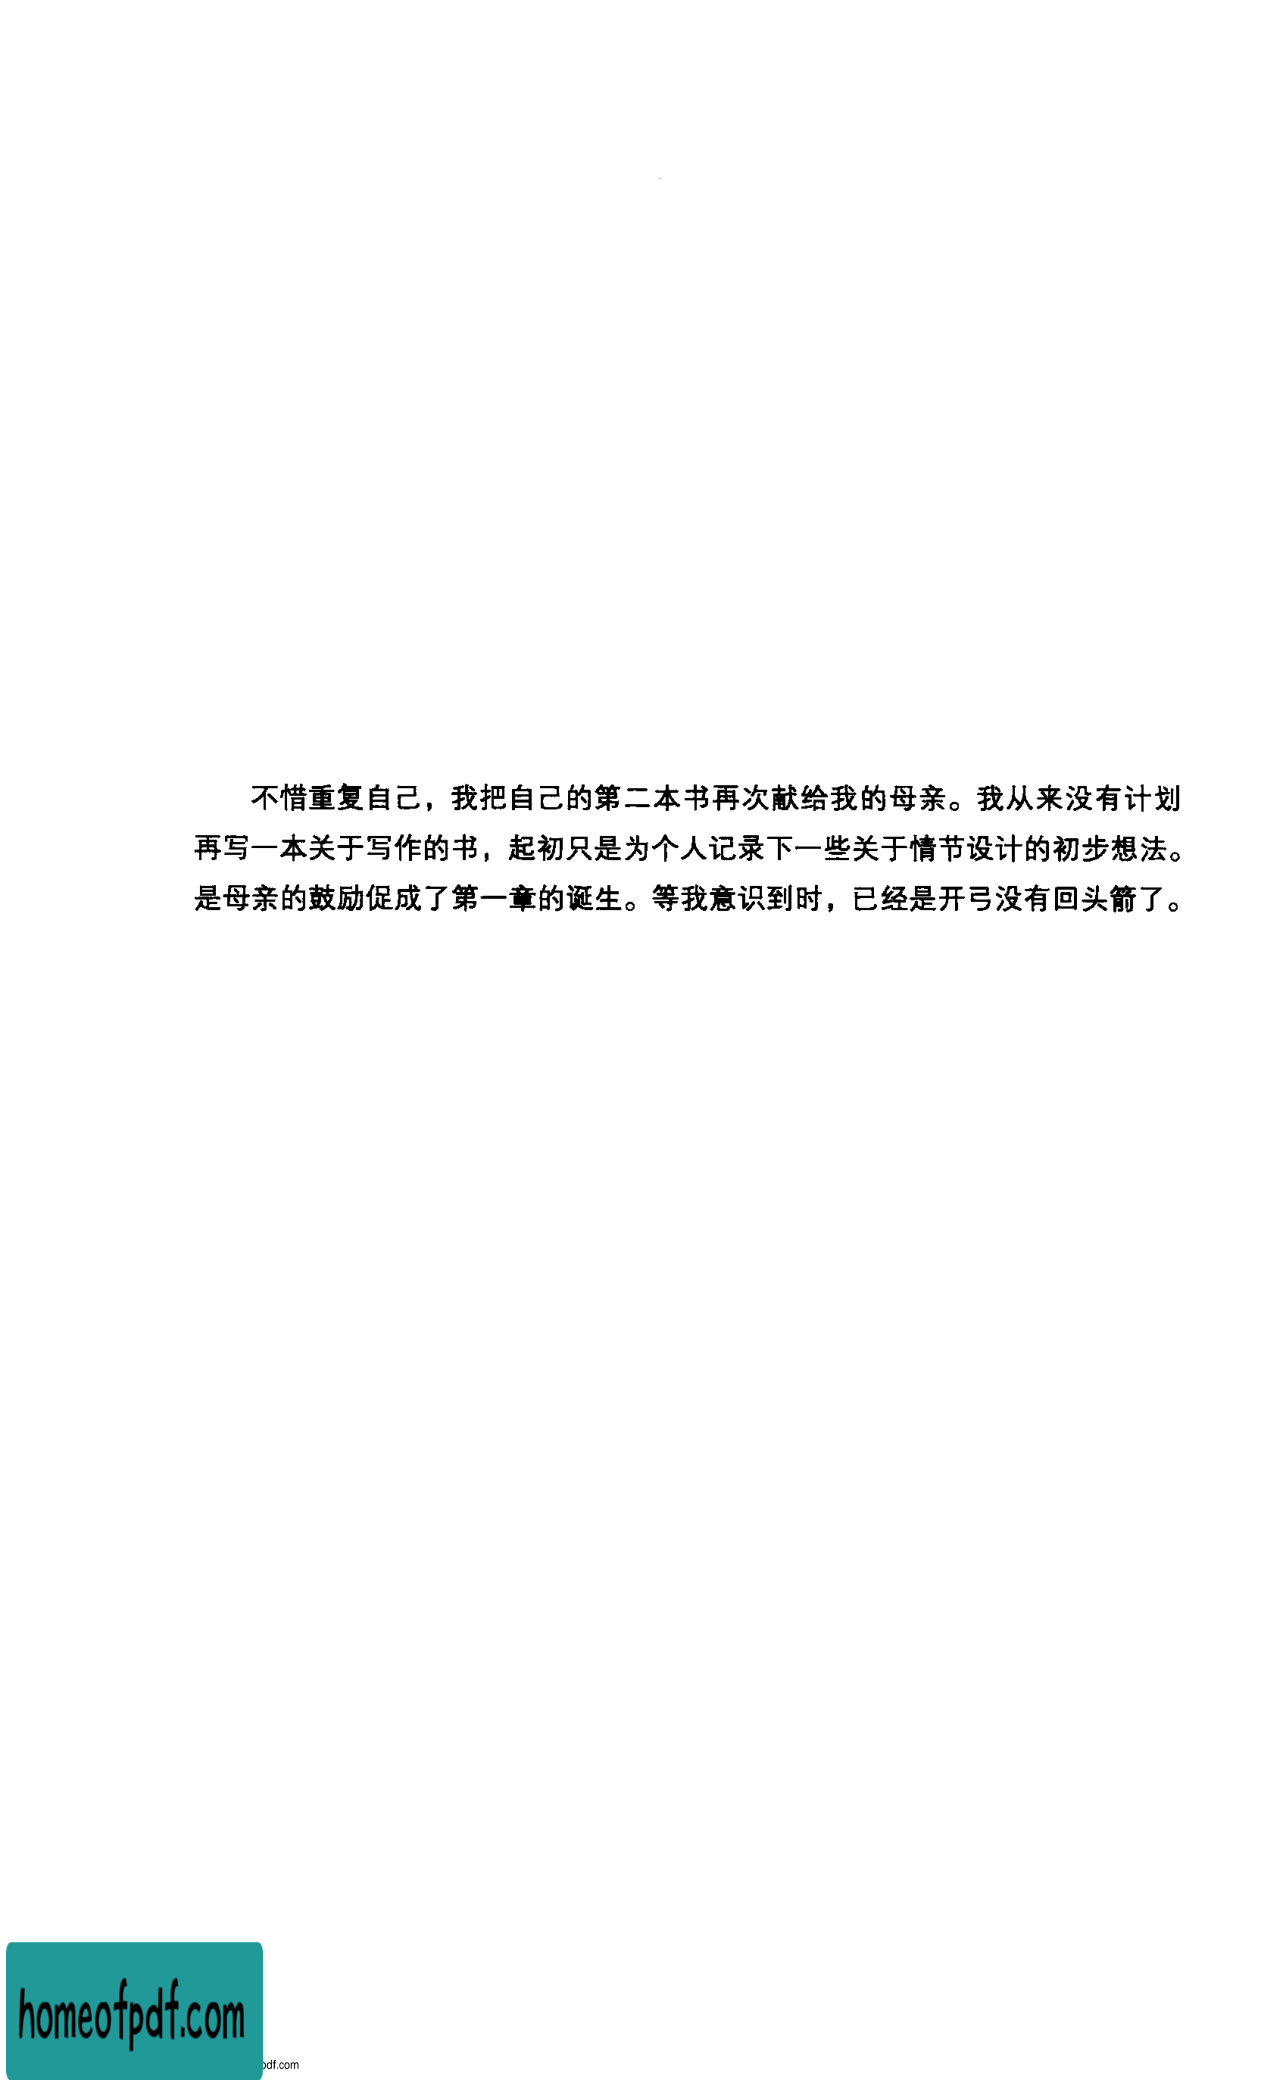 不惜重复自己，我把自己的第二本书再次献给我的母亲。我从来没有计划
再写一本关于写作的书，起初只是为个人记录下一些关于情节设计的初步想法。
是母亲的鼓励促成了第一章的诞生。等我意识到时，已经是开弓没有回头箭了。
homeofpdf.com
pdf.com